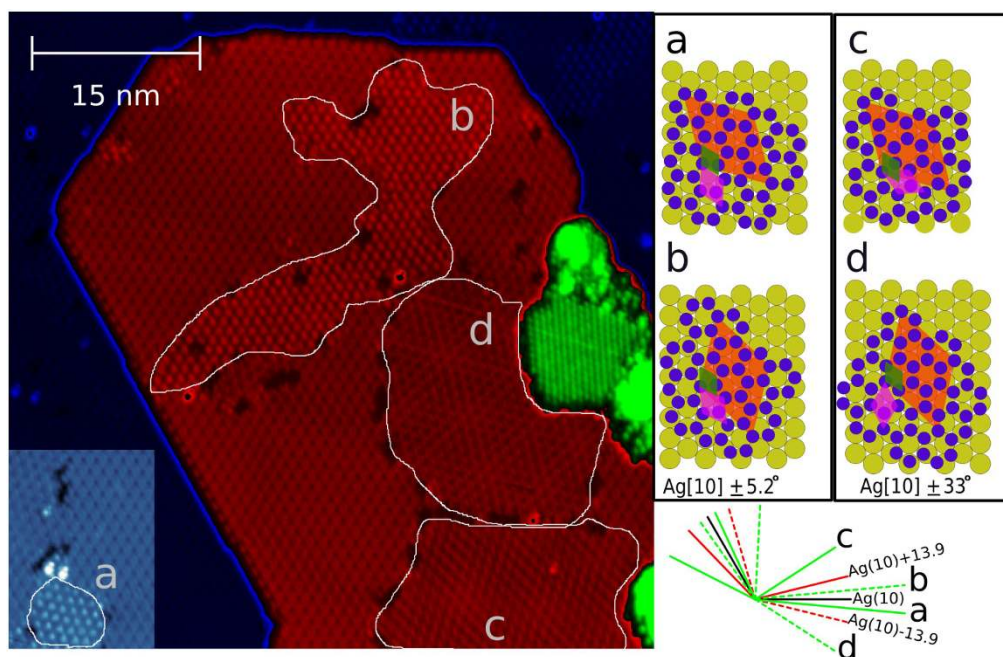 15 nm
b
d
a
c
a
c
b
d
Ag[10] ±5.2°
Ag[10] ±33°
c
Ag(10)+13.9
b
Ag(10)
a
Ag(10)-13.9
d